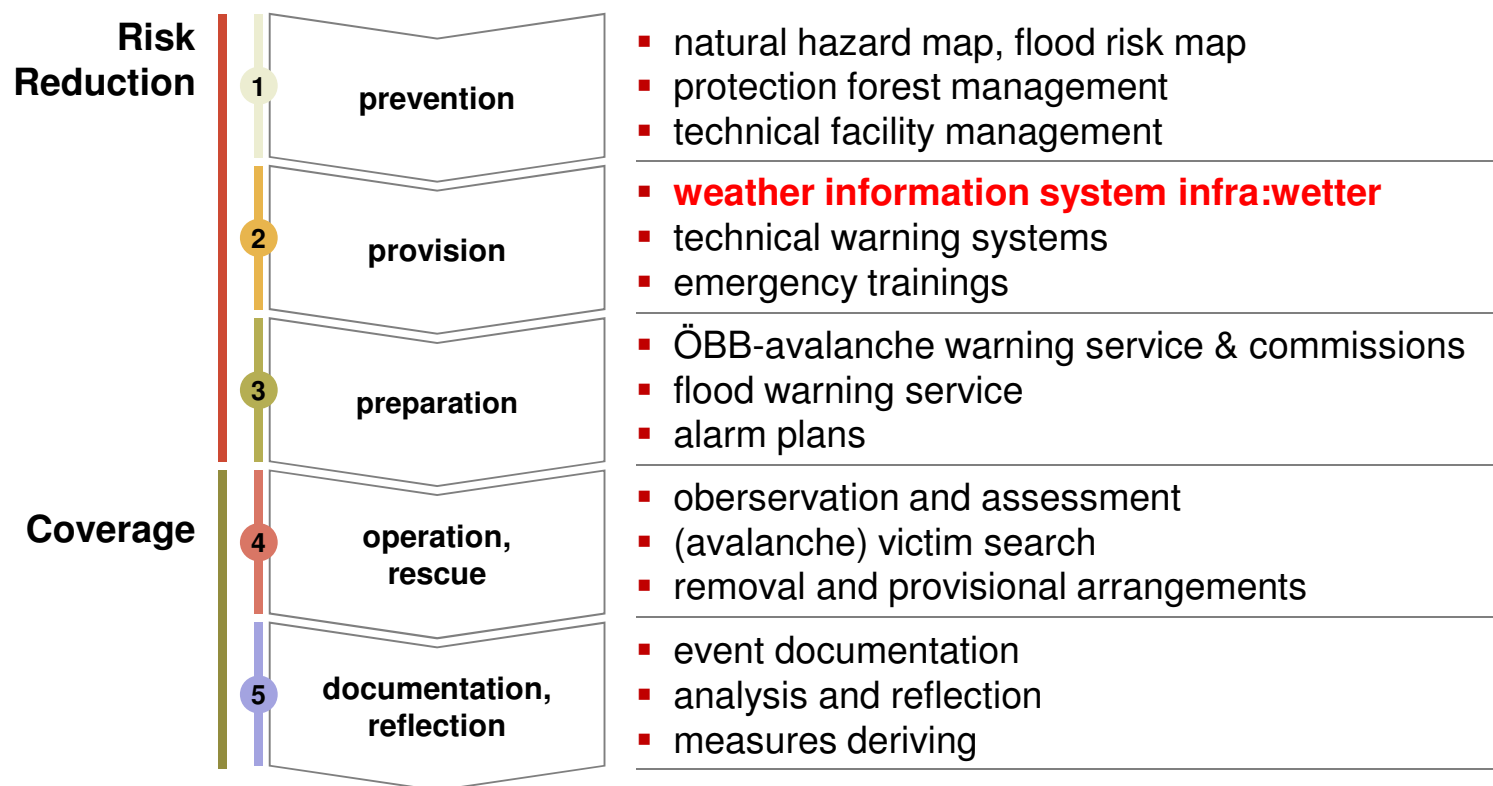 Risk
Reduction
1
prevention
▪ natural hazard map, flood risk map
▪ protection forest management
▪ technical facility management
2
provision
▪ weather information system infra:wetter
▪ technical warning systems
▪ emergency trainings
3
preparation
▪ ÖBB-avalanche warning service & commissions
▪ flood warning service
▪ alarm plans
Coverage
4
operation,
rescue
▪ oberservation and assessment
▪ (avalanche) victim search
▪ removal and provisional arrangements
5
documentation,
reflection
▪ event documentation
▪ analysis and reflection
▪ measures deriving